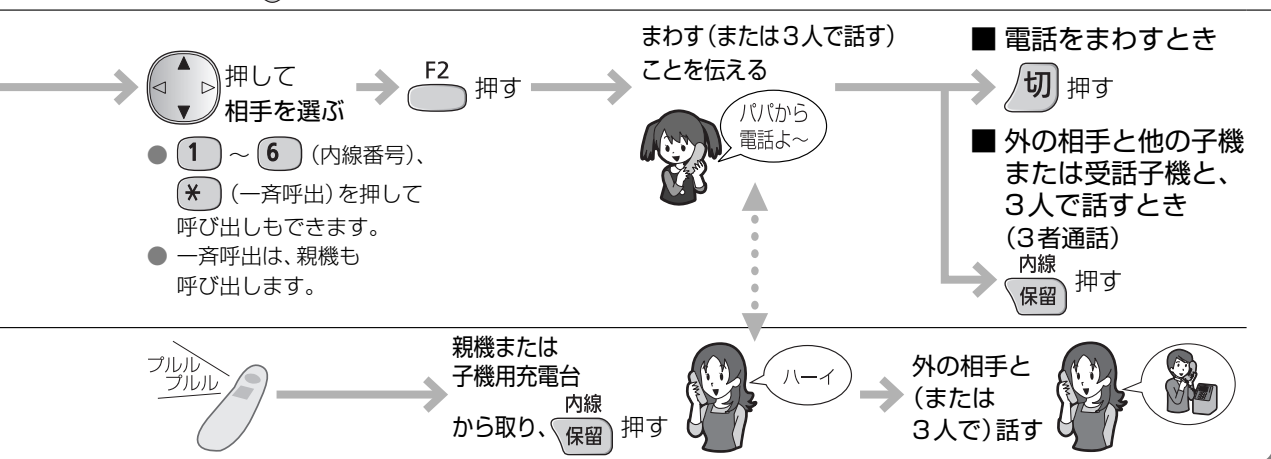 押して
相手を選ぶ
● 1 ～ 6 (内線番号)、
＊ (一斉呼出)を押して
呼び出しもできます。
● 一斉呼出は、親機も
呼び出します。
F2
押す
まわす(または3人で話す)
ことを伝える
パパから
電話よ～
■ 電話をまわすとき
切 押す
■ 外の相手と他の子機
または受話子機と、
3人で話すとき
(3者通話)
内線
保留 押す
プルル
プルル
親機または
子機用充電台
内線
から取り、保留 押す
ハーイ
外の相手と
(または
3人で)話す